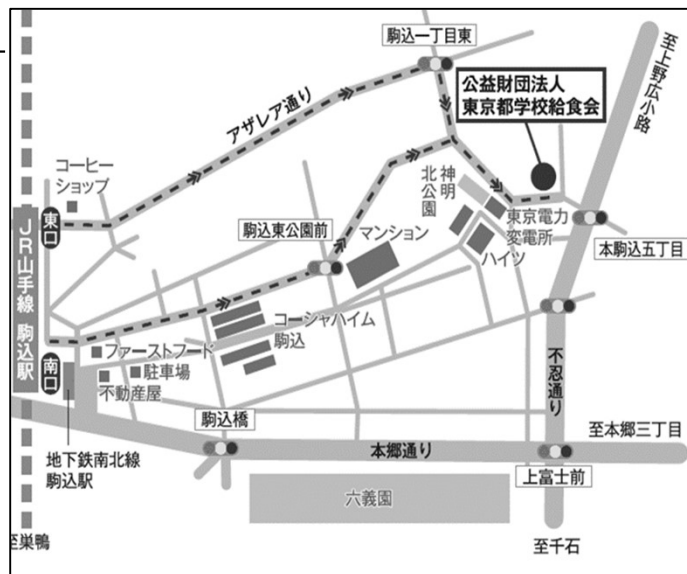 駒込一丁目東
至上野広小路
公益財団法人
東京都学校給食会
アザレア通り
コーヒー
ショップ
神明
北公園
東口
JR山手線 駒込駅
駒込東公園前
マンション
東京電力
変電所
ハイツ
本駒込五丁目
コーシャハイム
駒込
ファーストフード
駐車場
不動産屋
南口
不忍通り
駒込橋
本郷通り
至本郷三丁目
地下鉄南北線
駒込駅
上富士前
六義園
至巣鴨
至千石